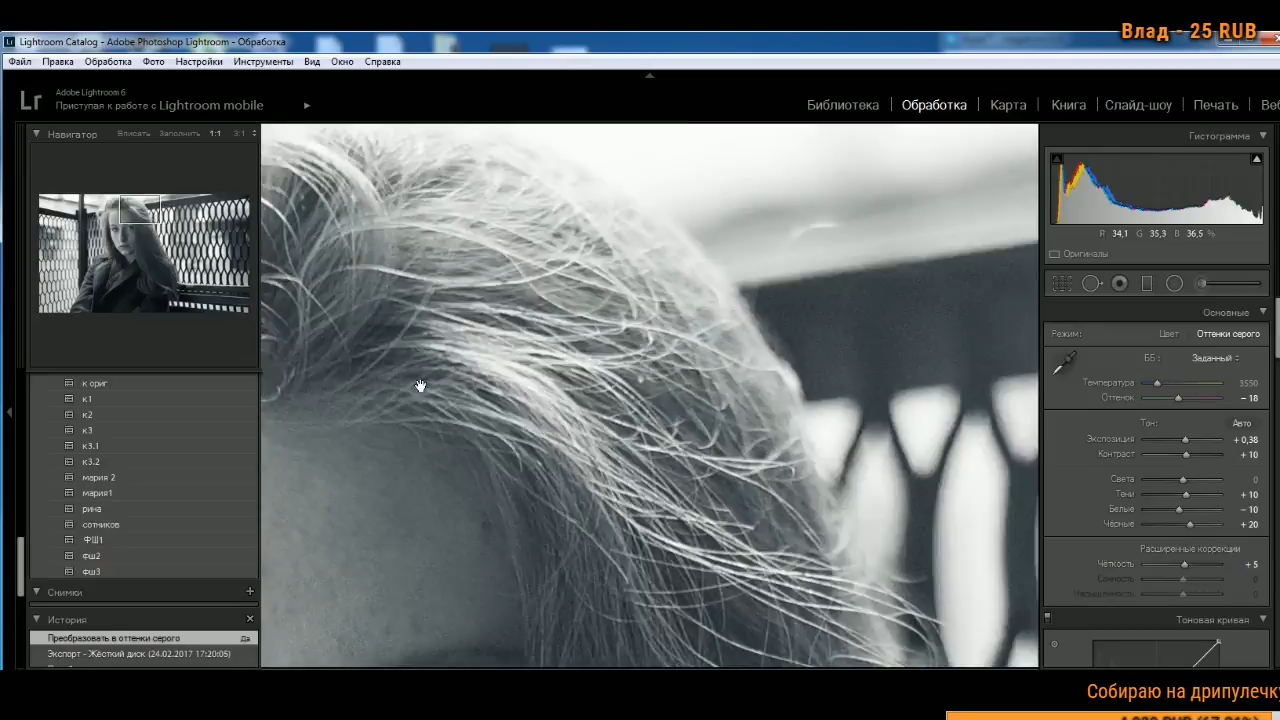 Влад - 25 RUB
Lightroom Catalog - Adobe Photoshop Lightroom - Обработка
Файл Правка Обработка Фото Настройки Инструменты Вид Окно Справка
Lr
Adobe Lightroom 6
Приступая к работе с Lightroom mobile
Библиотека Обработка Карта Книга Слайд-шоу Печать Ве
Навигатор Вписать Заполнить 1:1 3:1
Гистограмма
R 34,1 G 35,3 B 36,5 %
Оригиналы
Основные
Режим: Цвет Оттенки серого
ББ: Заданный
Температура 3550
Оттенок - 18
Тон: Авто
Экспозиция + 0,38
Контраст + 10
Света 0
Тени + 10
Белые - 10
Чёрные + 20
Расширенные коррекции
Чёткость + 5
Сочность 0
Насыщенность 0
Тоновая кривая
к ориг
к1
к2
к3
к3.1
к3.2
мария 2
мария1
рина
сотников
ФШ1
фш2
фш3
Снимки +
История
Преобразовать в оттенки серого Да
Экспорт - Жёсткий диск (24.02.2017 17:20:05)
Собираю на дрипулечк